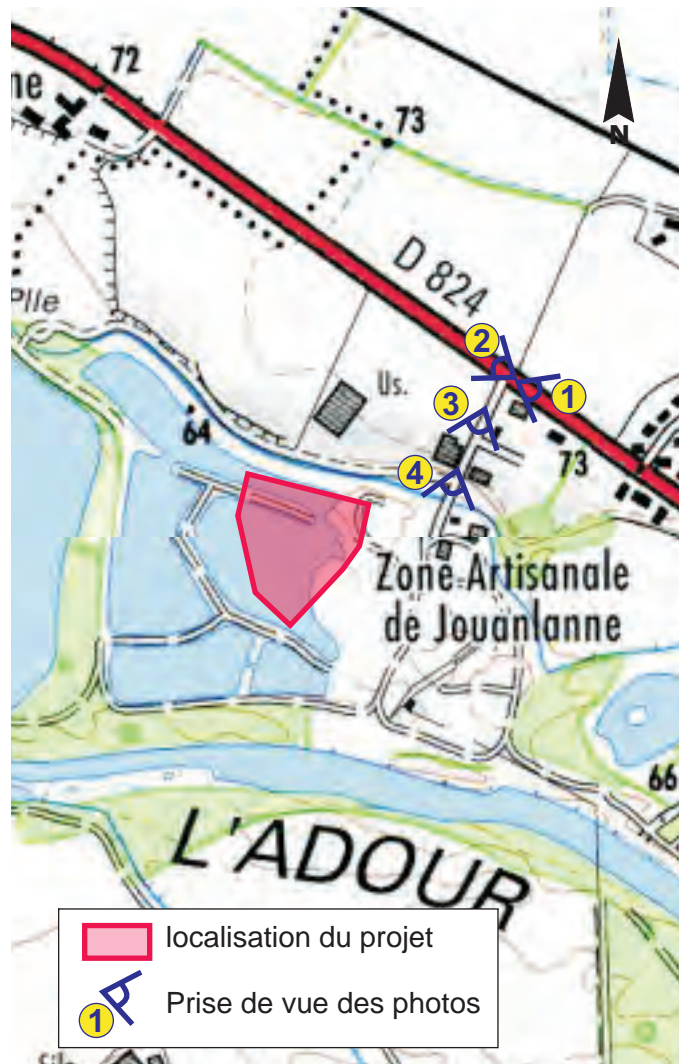 72
ne
73
N
D 824
Plle
2
1
Us.
3
64
73
4
Zone Artisanale
de Jouanlanne
66
L'ADOUR
localisation du projet
1 Prise de vue des photos